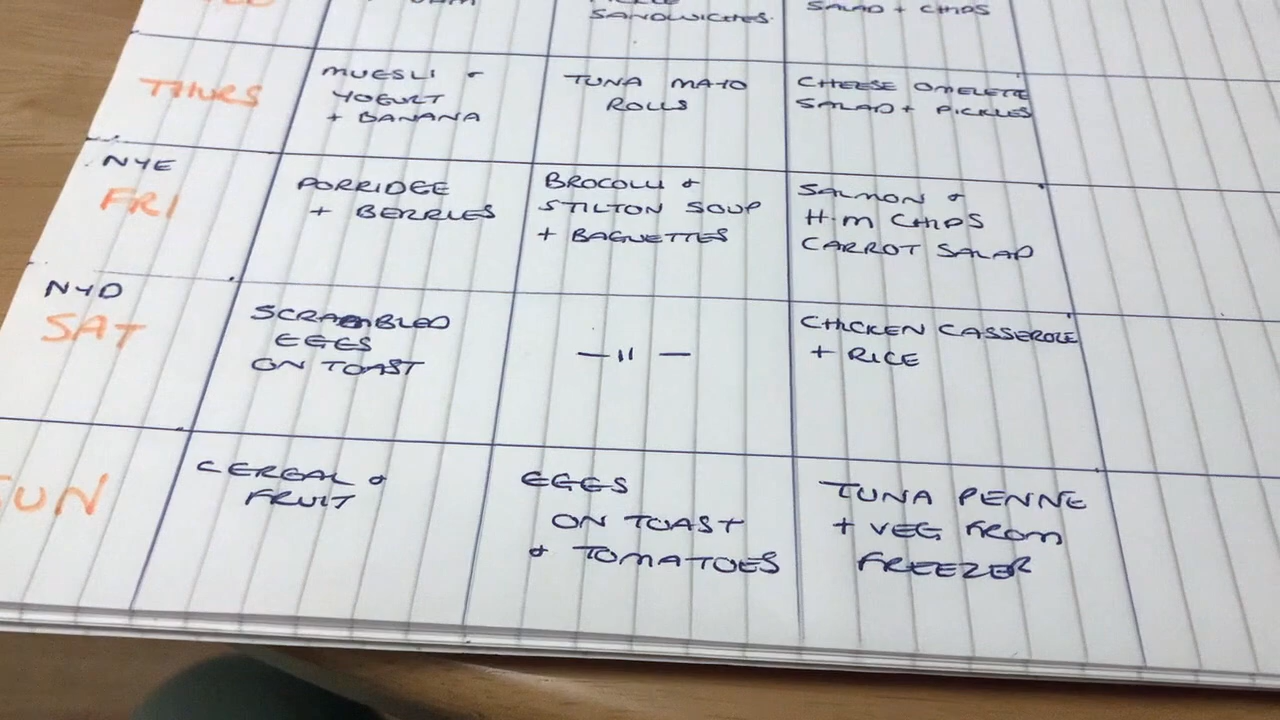 SANDWICHES.
SALAD + CHIPS
THURS
MUESLI &
YOGURT
+ BANANA
TUNA MAYO
ROLLS
CHEESE OMELETTE
SALAD + PICKLES
NYE
FRI
PORRIDGE
+ BERRIES
BROCOLLI &
STILTON SOUP
+ BAGUETTES
SALMON &
H·M CHIPS
CARROT SALAD
NYD
SAT
SCRAMBLED
EGGS
ON TOAST
— 11 —
CHICKEN CASSEROLE
+ RICE
SUN
CEREAL &
FRUIT
EGGS
ON TOAST
& TOMATOES
TUNA PENNE
+ VEG FROM
FREEZER